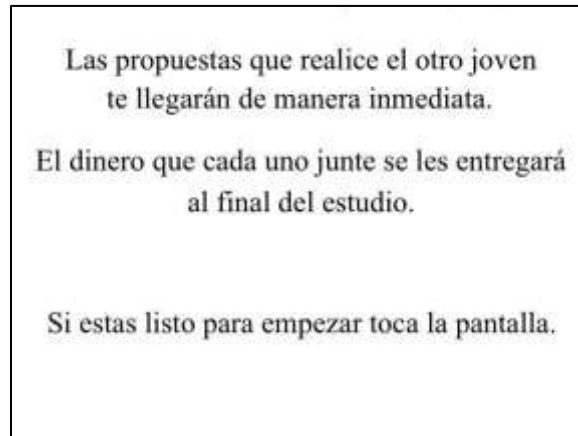 Las propuestas que realice el otro joven
te llegarán de manera inmediata.
El dinero que cada uno junte se les entregará
al final del estudio.
Si estas listo para empezar toca la pantalla.